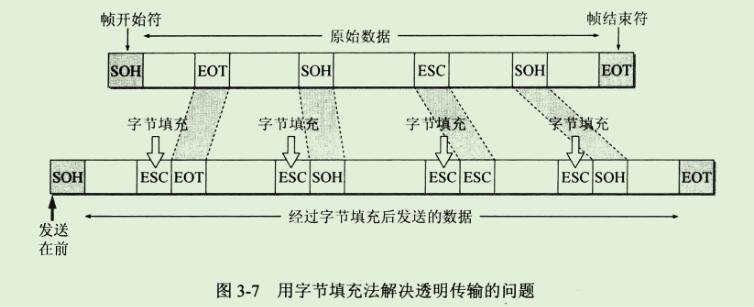 帧开始符
帧结束符
原始数据
SOH EOT SOH ESC SOH EOT
字节填充 字节填充 字节填充 字节填充
SOH ESC EOT ESC SOH ESC ESC ESC SOH EOT
经过字节填充后发送的数据
发送
在前
图 3-7 用字节填充法解决透明传输的问题